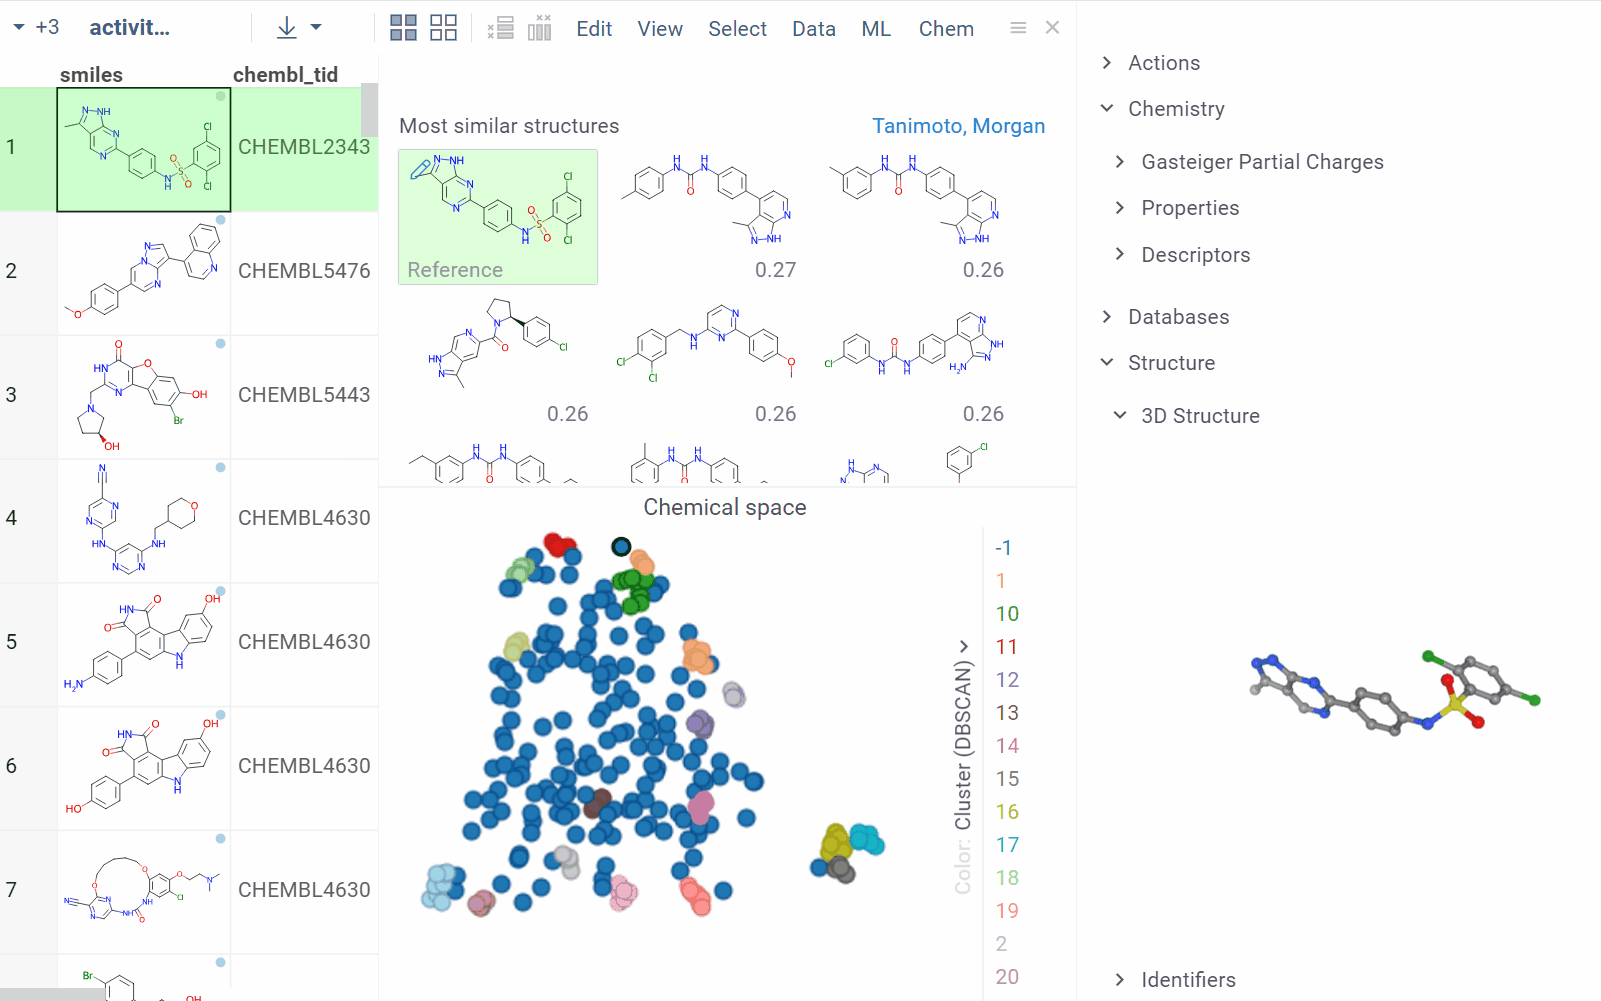 +3 activit... Edit View Select Data ML Chem
smiles chembl_tid
1 CHEMBL2343
2 CHEMBL5476
3 CHEMBL5443
4 CHEMBL4630
5 CHEMBL4630
6 CHEMBL4630
7 CHEMBL4630
Most similar structures Tanimoto, Morgan
Reference 0.27 0.26
0.26 0.26 0.26
Chemical space
Color: Cluster (DBSCAN)
-1
1
10
11
12
13
14
15
16
17
18
19
2
20
Actions
Chemistry
Gasteiger Partial Charges
Properties
Descriptors
Databases
Structure
3D Structure
Identifiers